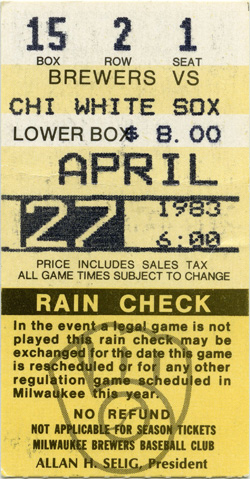 15 2 1
BOX ROW SEAT
BREWERS VS
CHI WHITE SOX
LOWER BOX $ 8.00
APRIL
27 1983
6:00
PRICE INCLUDES SALES TAX
ALL GAME TIMES SUBJECT TO CHANGE
RAIN CHECK
In the event a legal game is not
played this rain check may be
exchanged for the date this game
is rescheduled or for any other
regulation game scheduled in
Milwaukee this year.
NO REFUND
NOT APPLICABLE FOR SEASON TICKETS
MILWAUKEE BREWERS BASEBALL CLUB
ALLAN H. SELIG, President